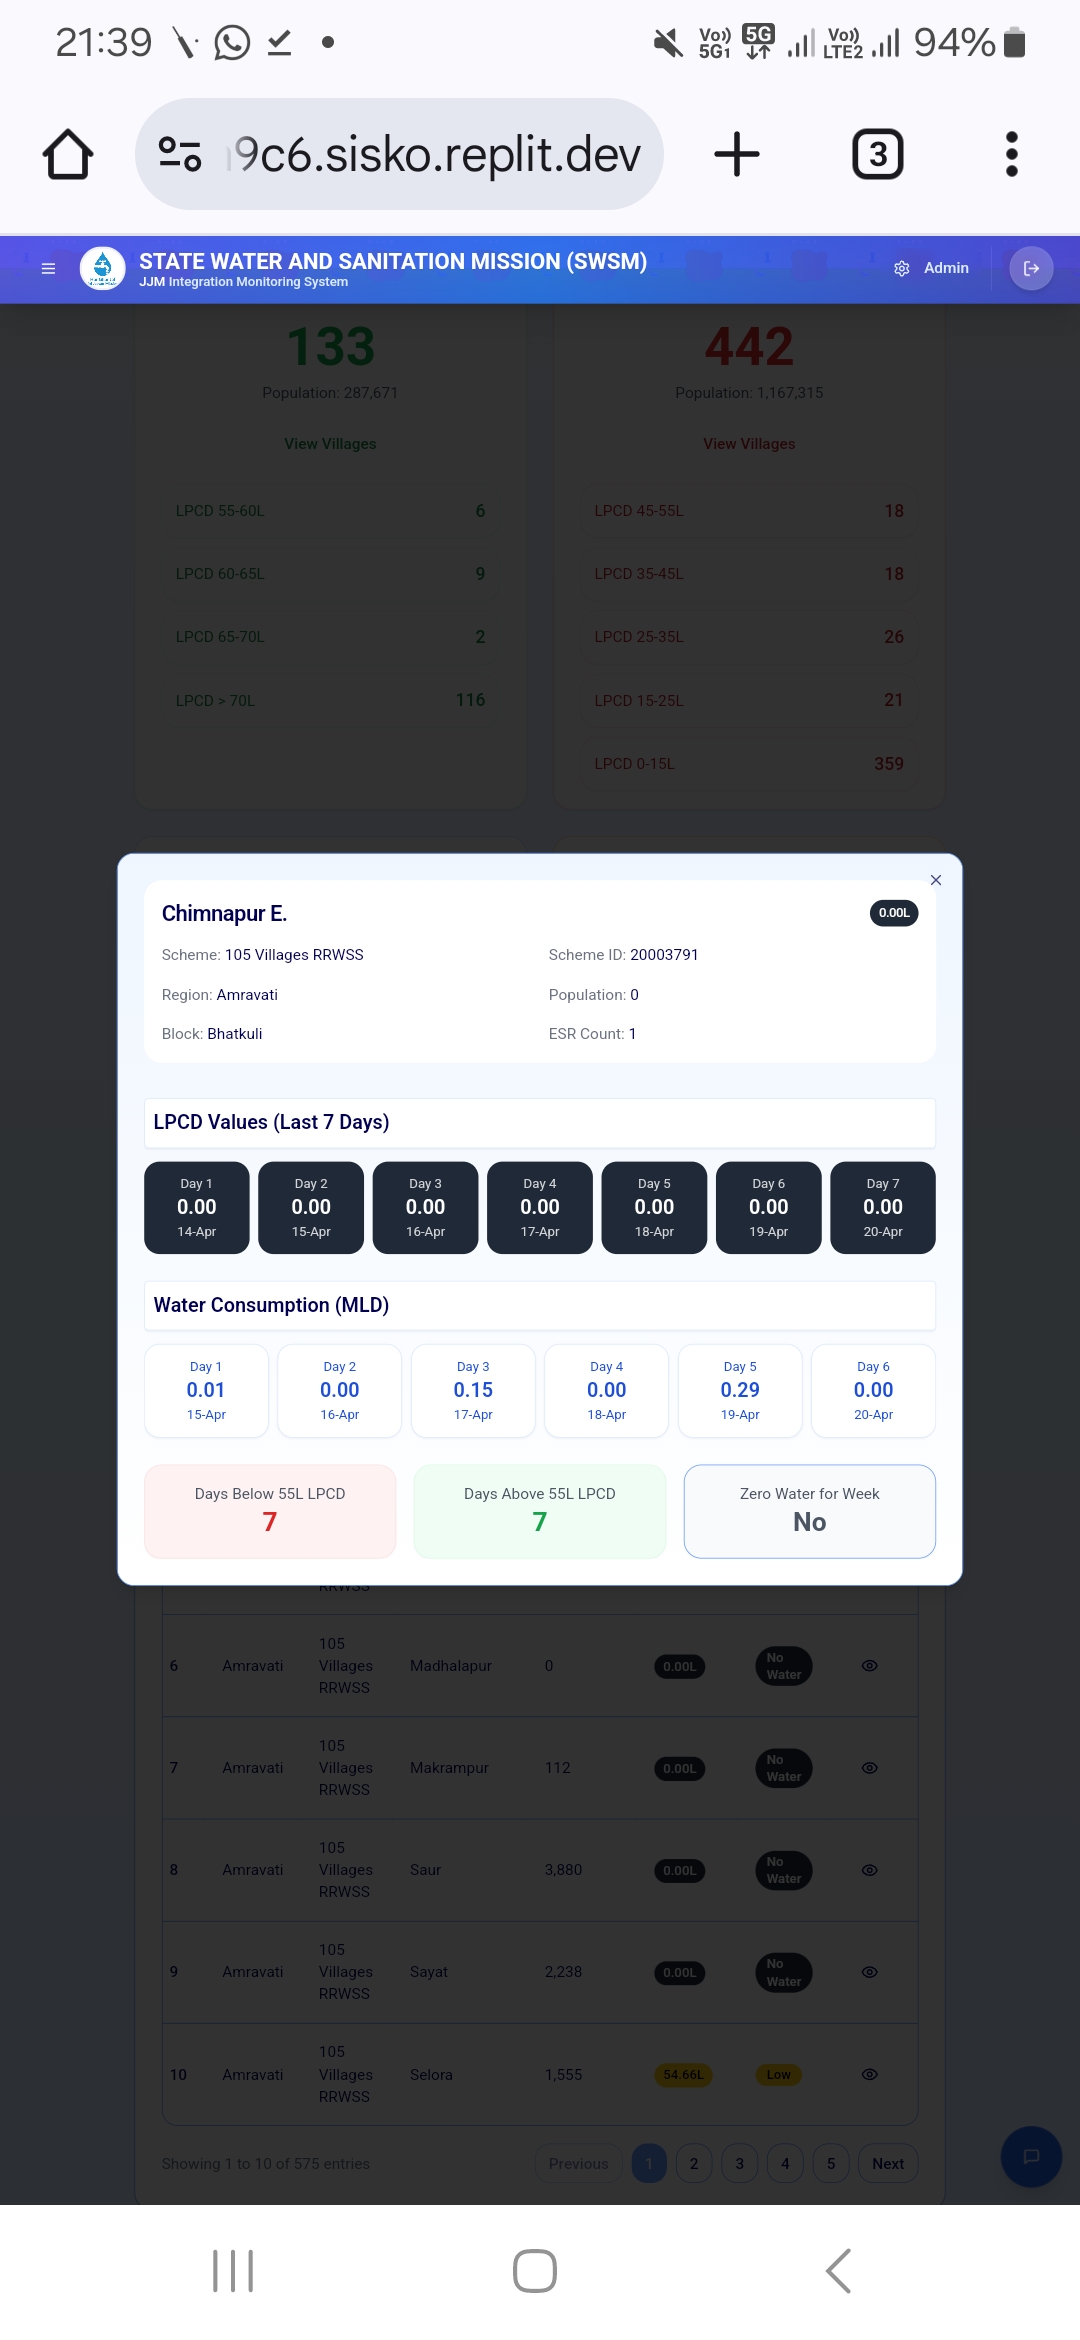 21:39
Vo)) 5G1 5G Vo)) LTE2 94%
9c6.sisko.replit.dev
3
STATE WATER AND SANITATION MISSION (SWSM)
JJM Integration Monitoring System
Admin
133
442
Population: 287,671
Population: 1,167,315
View Villages
View Villages
LPCD 55-60L 6
LPCD 45-55L 18
LPCD 60-65L 9
LPCD 35-45L 18
LPCD 65-70L 2
LPCD 25-35L 26
LPCD > 70L 116
LPCD 15-25L 21
LPCD 0-15L 359
Chimnapur E.
0.00L
Scheme: 105 Villages RRWSS
Scheme ID: 20003791
Region: Amravati
Population: 0
Block: Bhatkuli
ESR Count: 1
LPCD Values (Last 7 Days)
Day 1 Day 2 Day 3 Day 4 Day 5 Day 6 Day 7
0.00 0.00 0.00 0.00 0.00 0.00 0.00
14-Apr 15-Apr 16-Apr 17-Apr 18-Apr 19-Apr 20-Apr
Water Consumption (MLD)
Day 1 Day 2 Day 3 Day 4 Day 5 Day 6
0.01 0.00 0.15 0.00 0.29 0.00
15-Apr 16-Apr 17-Apr 18-Apr 19-Apr 20-Apr
Days Below 55L LPCD
7
Days Above 55L LPCD
7
Zero Water for Week
No
RRWSS
6 Amravati 105 Villages RRWSS Madhalapur 0 0.00L No Water
7 Amravati 105 Villages RRWSS Makrampur 112 0.00L No Water
8 Amravati 105 Villages RRWSS Saur 3,880 0.00L No Water
9 Amravati 105 Villages RRWSS Sayat 2,238 0.00L No Water
10 Amravati 105 Villages RRWSS Selora 1,555 54.66L Low
Showing 1 to 10 of 575 entries
Previous 1 2 3 4 5 Next